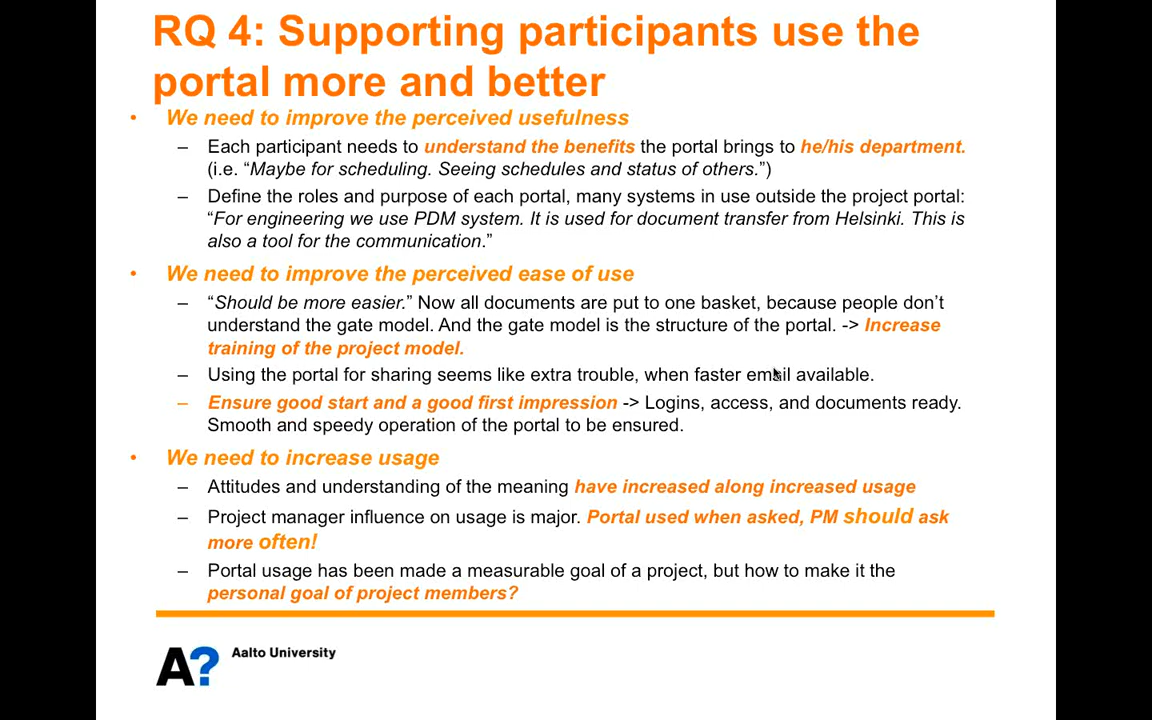 RQ 4: Supporting participants use the
portal more and better
• We need to improve the perceived usefulness
– Each participant needs to understand the benefits the portal brings to he/his department.
(i.e. “Maybe for scheduling. Seeing schedules and status of others.”)
– Define the roles and purpose of each portal, many systems in use outside the project portal:
“For engineering we use PDM system. It is used for document transfer from Helsinki. This is
also a tool for the communication.”
• We need to improve the perceived ease of use
– “Should be more easier.” Now all documents are put to one basket, because people don’t
understand the gate model. And the gate model is the structure of the portal. -> Increase
training of the project model.
– Using the portal for sharing seems like extra trouble, when faster email available.
– Ensure good start and a good first impression -> Logins, access, and documents ready.
Smooth and speedy operation of the portal to be ensured.
• We need to increase usage
– Attitudes and understanding of the meaning have increased along increased usage
– Project manager influence on usage is major. Portal used when asked, PM should ask
more often!
– Portal usage has been made a measurable goal of a project, but how to make it the
personal goal of project members?
A? Aalto University